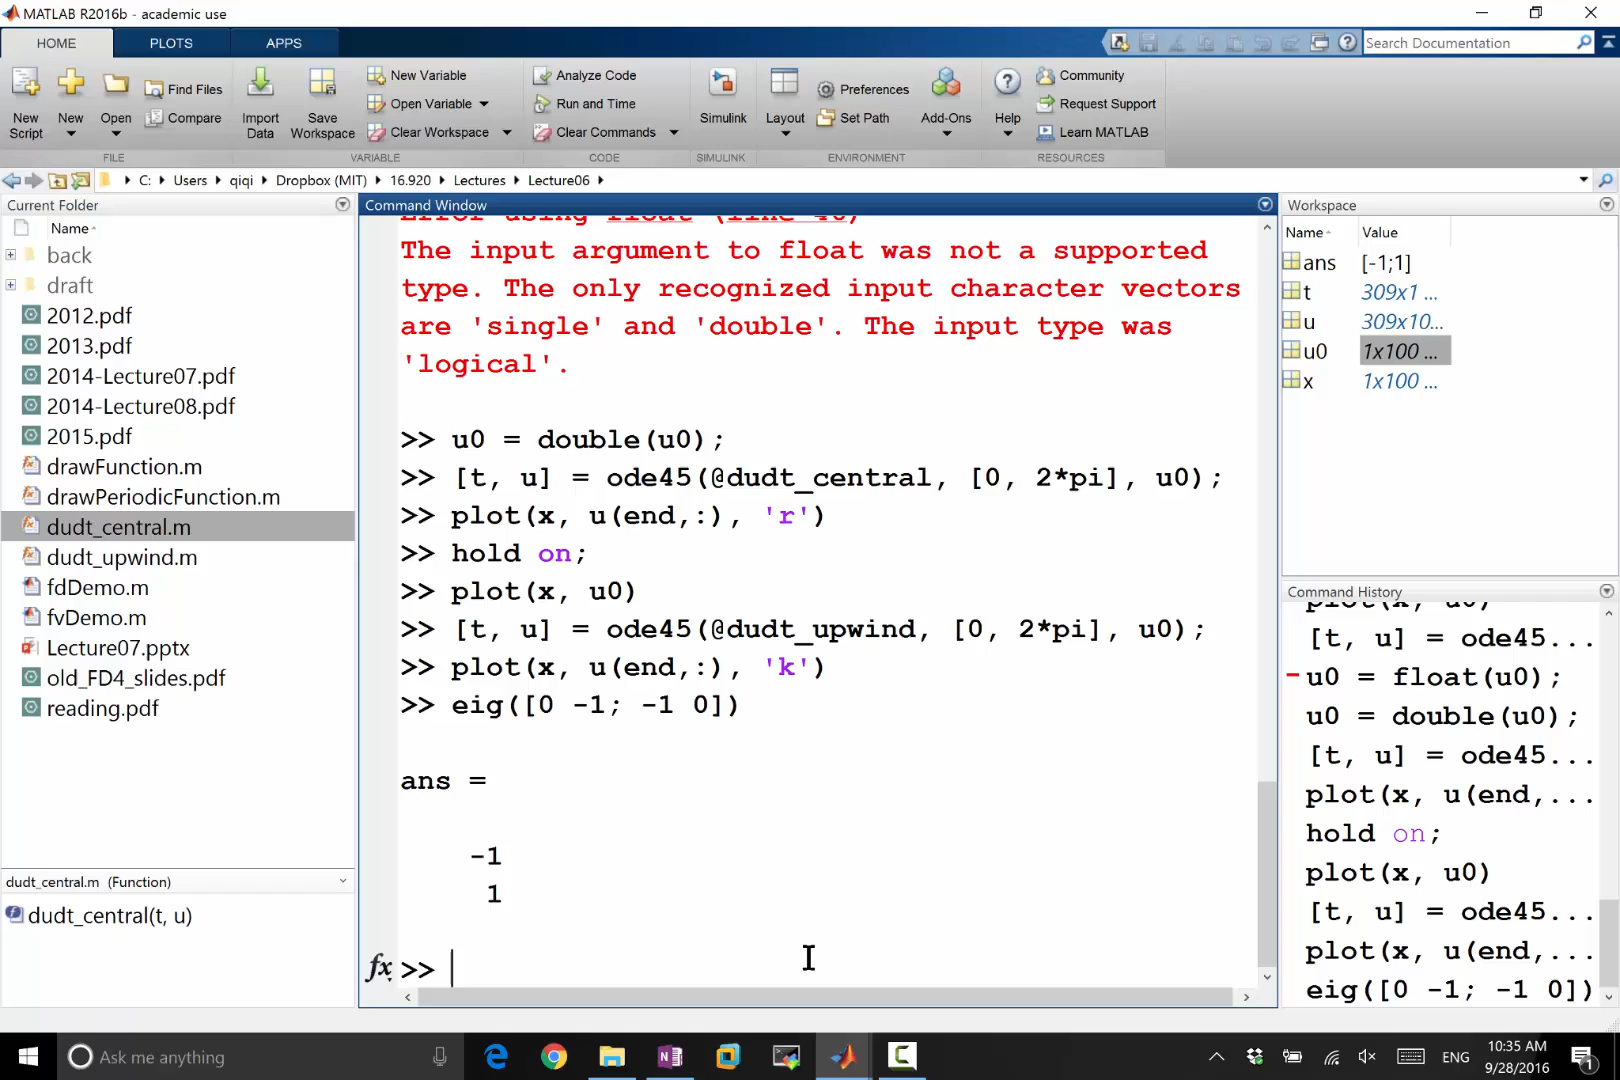 MATLAB R2016b - academic use
HOME PLOTS APPS
Search Documentation
New Script
New
Open
Find Files
Compare
Import Data
Save Workspace
New Variable
Open Variable
Clear Workspace
Analyze Code
Run and Time
Clear Commands
Simulink
Layout
Preferences
Set Path
Add-Ons
Help
Community
Request Support
Learn MATLAB
FILE VARIABLE CODE SIMULINK ENVIRONMENT RESOURCES
C: Users qiqi Dropbox (MIT) 16.920 Lectures Lecture06
Current Folder
Name
back
draft
2012.pdf
2013.pdf
2014-Lecture07.pdf
2014-Lecture08.pdf
2015.pdf
drawFunction.m
drawPeriodicFunction.m
dudt_central.m
dudt_upwind.m
fdDemo.m
fvDemo.m
Lecture07.pptx
old_FD4_slides.pdf
reading.pdf
dudt_central.m (Function)
dudt_central(t, u)
Command Window
Error using float (line 40)
The input argument to float was not a supported
type. The only recognized input character vectors
are 'single' and 'double'. The input type was
'logical'.
>> u0 = double(u0);
>> [t, u] = ode45(@dudt_central, [0, 2*pi], u0);
>> plot(x, u(end,:), 'r')
>> hold on;
>> plot(x, u0)
>> [t, u] = ode45(@dudt_upwind, [0, 2*pi], u0);
>> plot(x, u(end,:), 'k')
>> eig([0 -1; -1 0])
ans =
-1
1
fx >>
Workspace
Name Value
ans [-1;1]
t 309x1 ...
u 309x10...
u0 1x100 ...
x 1x100 ...
Command History
plot(x, u0)
[t, u] = ode45...
u0 = float(u0);
u0 = double(u0);
[t, u] = ode45...
plot(x, u(end,...
hold on;
plot(x, u0)
[t, u] = ode45...
plot(x, u(end,...
eig([0 -1; -1 0])
Ask me anything
ENG
10:35 AM
9/28/2016
1